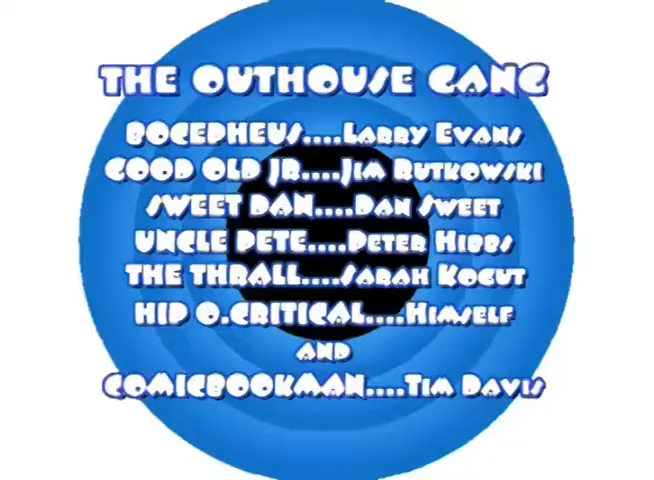 THE OUTHOUSE GANG
BOCEPHEUS....Larry Evans
GOOD OLD JR....Jim Rutkowski
SWEET DAN....Dan Sweet
UNCLE PETE....Peter Hibbs
THE THRALL....Sarah Kogut
HIP O.CRITICAL....Himself
AND
COMICBOOKMAN....Tim Davis